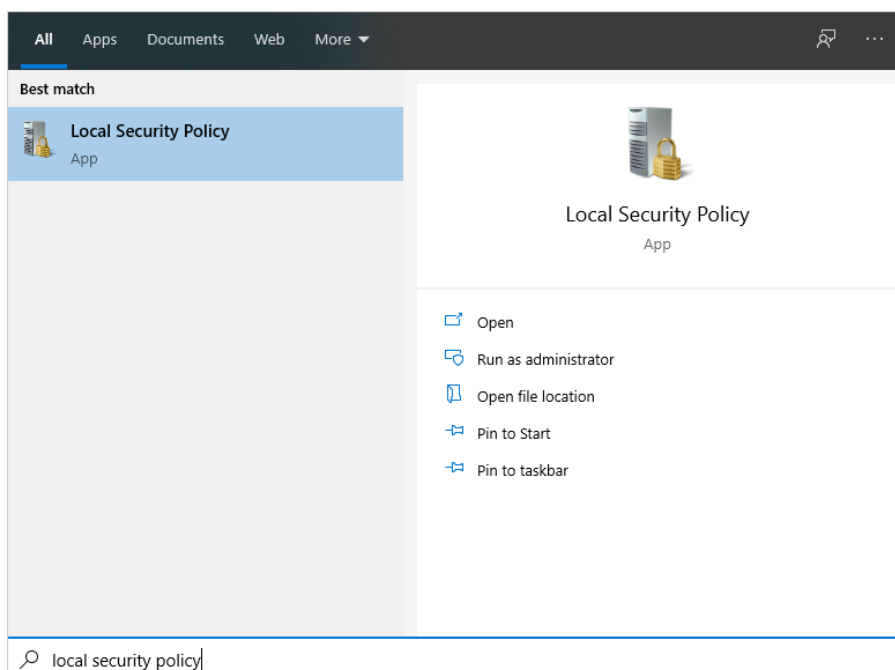 All Apps Documents Web More
Best match
Local Security Policy
App
Local Security Policy
App
Open
Run as administrator
Open file location
Pin to Start
Pin to taskbar
local security policy